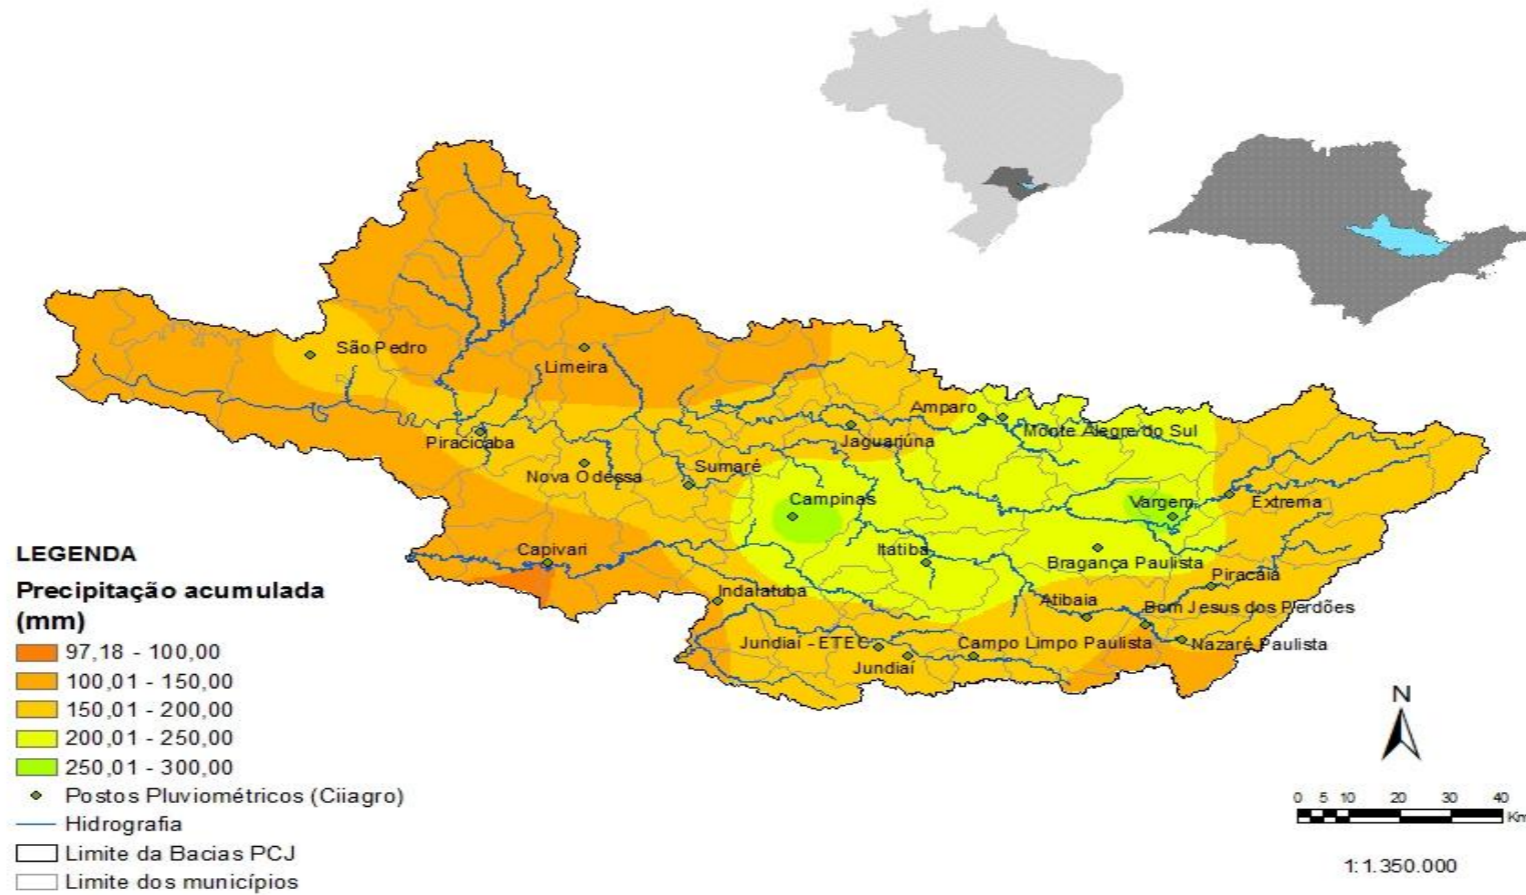 São Pedro
Limeira
Amparo
Piracicaba
Jaguariúna
Monte Alegre do Sul
Nova Odessa
Sumaré
Campinas
Vargem
Extrema
Capivari
Itatiba
Bragança Paulista
Piracaia
Indaiatuba
Atibaia
Bom Jesus dos Perdões
Jundiaí - ETEC
Campo Limpo Paulista
Nazaré Paulista
Jundiaí
LEGENDA
Precipitação acumulada
(mm)
97,18 - 100,00
100,01 - 150,00
150,01 - 200,00
200,01 - 250,00
250,01 - 300,00
Postos Pluviométricos (Ciiagro)
Hidrografia
Limite da Bacias PCJ
Limite dos municípios
N
0 5 10 20 30 40
Km
1:1.350.000